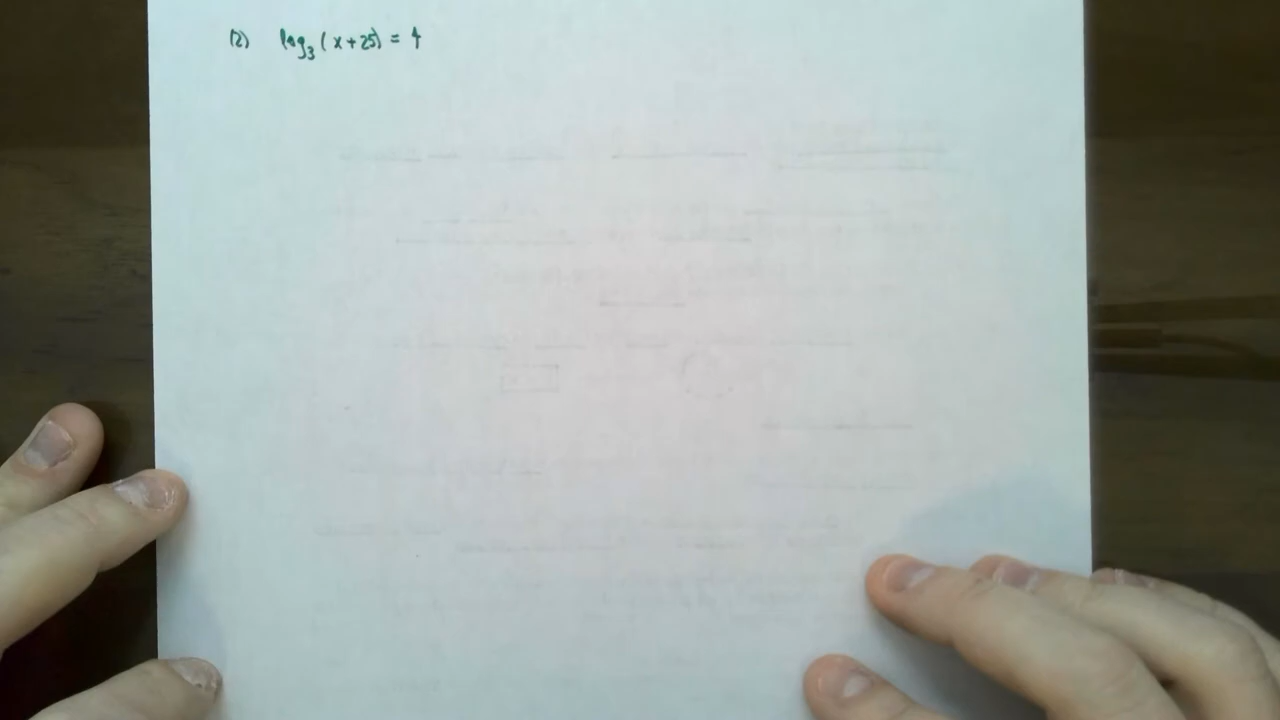 (2) log₃(x+25) = 4